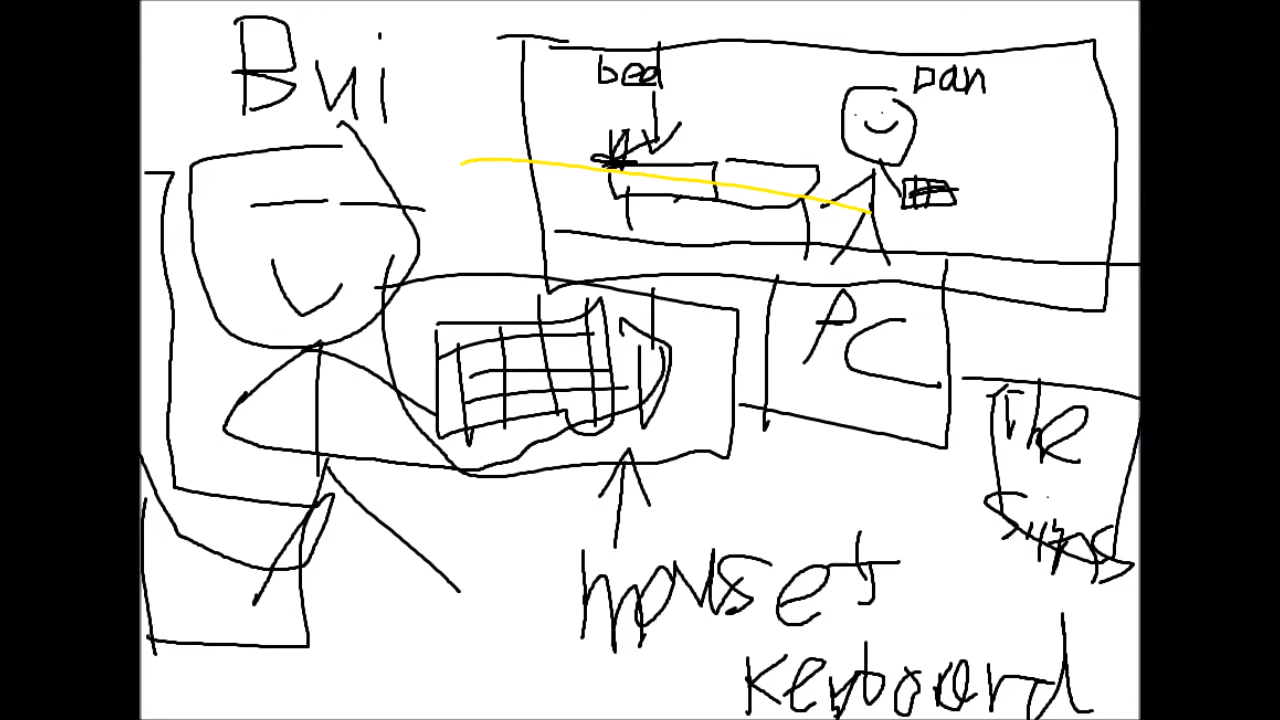 Bui
bed
Dan
PC
The
Sims
mouse +
keyboard